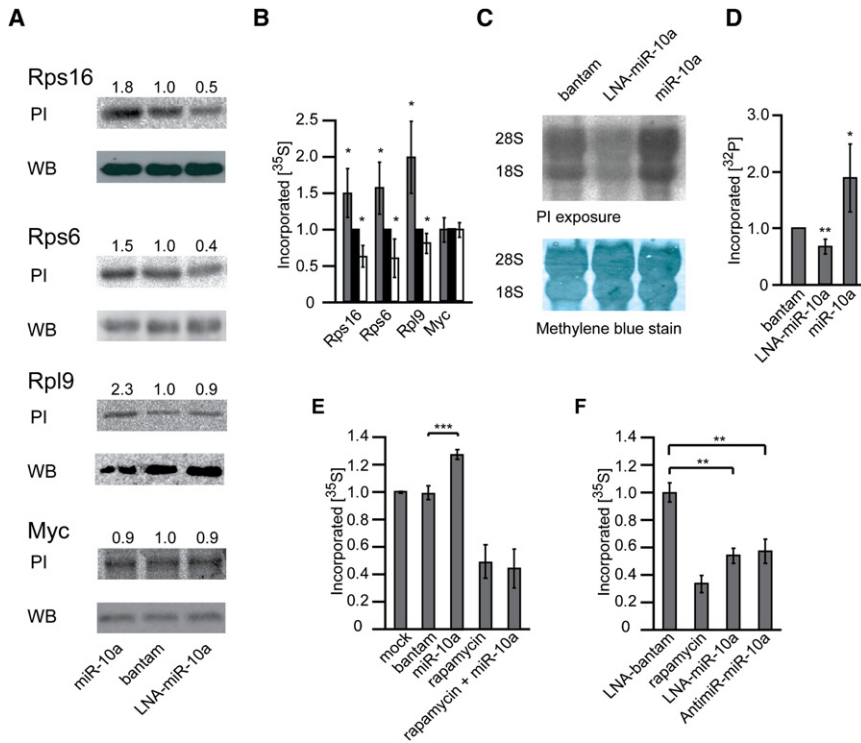 A
Rps16
1.8 1.0 0.5
PI
WB
Rps6
1.5 1.0 0.4
PI
WB
Rpl9
2.3 1.0 0.9
PI
WB
Myc
0.9 1.0 0.9
PI
WB
miR-10a
bantam
LNA-miR-10a
B
Incorporated [35S]
2.5
2.0
1.5
1.0
0.5
0
* * * * * *
Rps16
Rps6
Rpl9
Myc
C
bantam
LNA-miR-10a
miR-10a
28S
18S
PI exposure
28S
18S
Methylene blue stain
D
Incorporated [32P]
3.0
2.0
1.0
0.0
**
*
bantam
LNA-miR-10a
miR-10a
E
Incorporated [35S]
1.4
1.2
1.0
0.8
0.6
0.4
0.2
0
***
mock
bantam
miR-10a
rapamycin
rapamycin + miR-10a
F
Incorporated [35S]
1.4
1.2
1.0
0.8
0.6
0.4
0.2
0
**
**
LNA-bantam
rapamycin
LNA-miR-10a
AntimiR-miR-10a